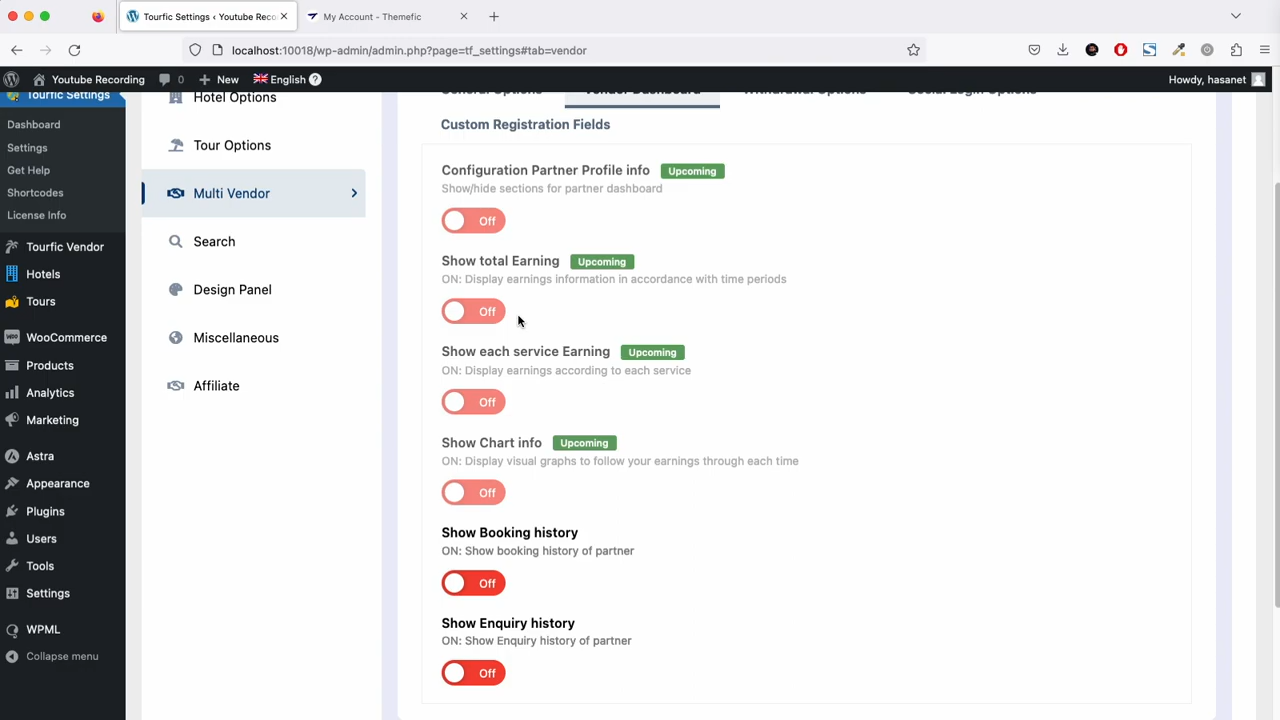 Tourfic Settings ‹ Youtube Reco
My Account - Themefic
localhost:10018/wp-admin/admin.php?page=tf_settings#tab=vendor
Youtube Recording
0
New
English
Howdy, hasanet
Tourfic Settings
Dashboard
Settings
Get Help
Shortcodes
License Info
Tourfic Vendor
Hotels
Tours
WooCommerce
Products
Analytics
Marketing
Astra
Appearance
Plugins
Users
Tools
Settings
WPML
Collapse menu
Hotel Options
Tour Options
Multi Vendor
Search
Design Panel
Miscellaneous
Affiliate
General Options
Vendor Dashboard
Withdrawal Options
Social Login Options
Custom Registration Fields
Configuration Partner Profile info Upcoming
Show/hide sections for partner dashboard
Off
Show total Earning Upcoming
ON: Display earnings information in accordance with time periods
Off
Show each service Earning Upcoming
ON: Display earnings according to each service
Off
Show Chart info Upcoming
ON: Display visual graphs to follow your earnings through each time
Off
Show Booking history
ON: Show booking history of partner
Off
Show Enquiry history
ON: Show Enquiry history of partner
Off